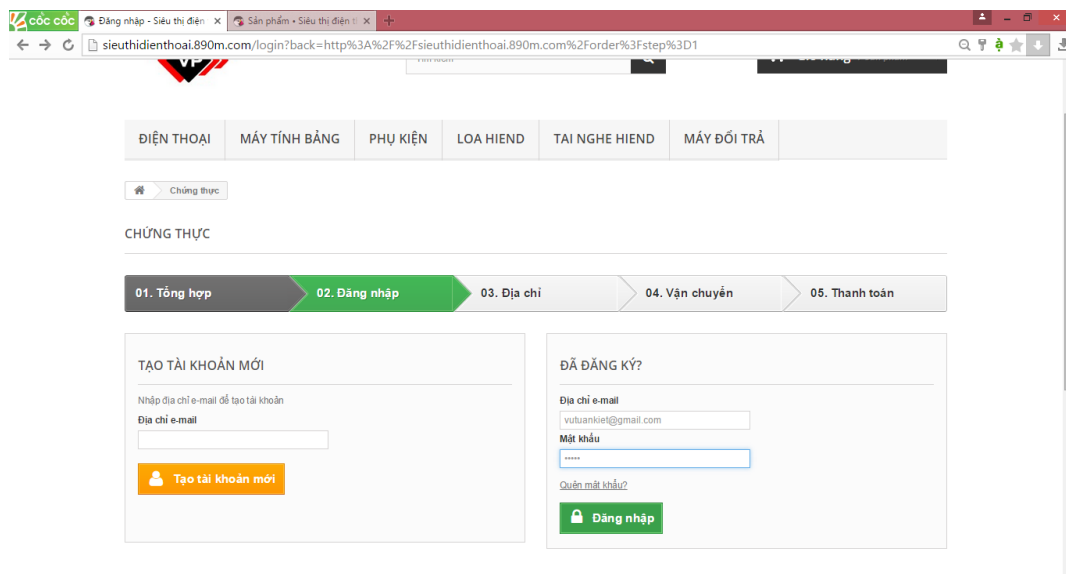 cốc cốc Đăng nhập - Siêu thị điện × Sản phẩm • Siêu thị điện ti ×
sieuthidienthoai.890m.com/login?back=http%3A%2F%2Fsieuthidienthoai.890m.com%2Forder%3Fstep%3D1
VP
ĐIỆN THOẠI MÁY TÍNH BẢNG PHỤ KIỆN LOA HIEND TAI NGHE HIEND MÁY ĐỔI TRẢ
Chứng thực
CHỨNG THỰC
01. Tổng hợp 02. Đăng nhập 03. Địa chỉ 04. Vận chuyển 05. Thanh toán
TẠO TÀI KHOẢN MỚI
Nhập địa chỉ e-mail để tạo tài khoản
Địa chỉ e-mail
Tạo tài khoản mới
ĐÃ ĐĂNG KÝ?
Địa chỉ e-mail
vutuankiet@gmail.com
Mật khẩu
•••••
Quên mật khẩu?
Đăng nhập